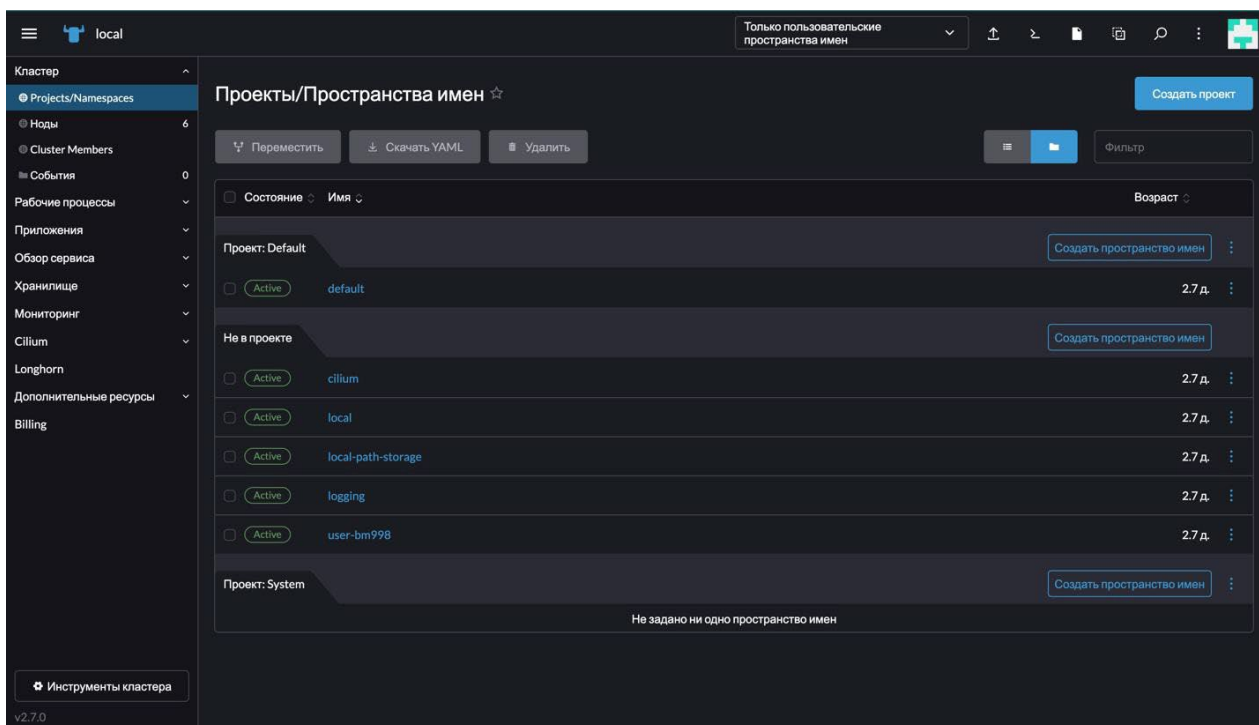 local
Только пользовательские
пространства имен
Кластер
Projects/Namespaces
Ноды 6
Cluster Members
События 0
Рабочие процессы
Приложения
Обзор сервиса
Хранилище
Мониторинг
Cilium
Longhorn
Дополнительные ресурсы
Billing
Инструменты кластера
v2.7.0
Проекты/Пространства имен
Создать проект
Переместить Скачать YAML Удалить Фильтр
Состояние Имя Возраст
Проект: Default Создать пространство имен
Active default 2.7 д.
Не в проекте Создать пространство имен
Active cilium 2.7 д.
Active local 2.7 д.
Active local-path-storage 2.7 д.
Active logging 2.7 д.
Active user-bm998 2.7 д.
Проект: System Создать пространство имен
Не задано ни одно пространство имен